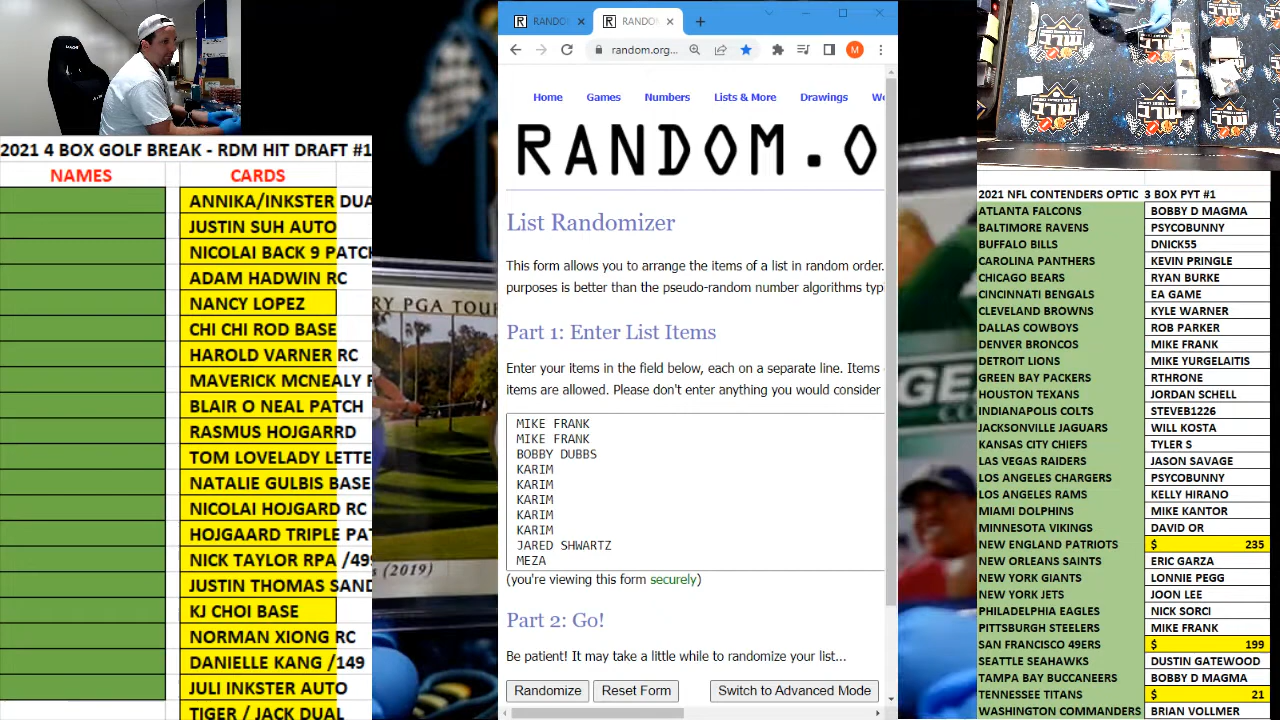 RANDO
RANDO
random.org...
M
Home Games Numbers Lists & More Drawings
RANDOM.O
List Randomizer
This form allows you to arrange the items of a list in random order.
purposes is better than the pseudo-random number algorithms typ
Part 1: Enter List Items
Enter your items in the field below, each on a separate line. Items
items are allowed. Please don't enter anything you would consider
MIKE FRANK
MIKE FRANK
BOBBY DUBBS
KARIM
KARIM
KARIM
KARIM
KARIM
JARED SHWARTZ
MEZA
(you're viewing this form securely)
Part 2: Go!
Be patient! It may take a little while to randomize your list...
Randomize Reset Form Switch to Advanced Mode
2021 4 BOX GOLF BREAK - RDM HIT DRAFT #1
NAMES CARDS
ANNIKA/INKSTER DUA
JUSTIN SUH AUTO
NICOLAI BACK 9 PATCH
ADAM HADWIN RC
NANCY LOPEZ
CHI CHI ROD BASE
HAROLD VARNER RC
MAVERICK MCNEALY
BLAIR O NEAL PATCH
RASMUS HOJGARRD
TOM LOVELADY LETTE
NATALIE GULBIS BASE
NICOLAI HOJGARD RC
HOJGAARD TRIPLE PAT
NICK TAYLOR RPA /499
JUSTIN THOMAS SAND
KJ CHOI BASE
NORMAN XIONG RC
DANIELLE KANG /149
JULI INKSTER AUTO
TIGER / JACK DUAL
RY PGA TOUR
(2019)
GE
2021 NFL CONTENDERS OPTIC 3 BOX PYT #1
ATLANTA FALCONS BOBBY D MAGMA
BALTIMORE RAVENS PSYCOBUNNY
BUFFALO BILLS DNICK55
CAROLINA PANTHERS KEVIN PRINGLE
CHICAGO BEARS RYAN BURKE
CINCINNATI BENGALS EA GAME
CLEVELAND BROWNS KYLE WARNER
DALLAS COWBOYS ROB PARKER
DENVER BRONCOS MIKE FRANK
DETROIT LIONS MIKE YURGELAITIS
GREEN BAY PACKERS RTHRONE
HOUSTON TEXANS JORDAN SCHELL
INDIANAPOLIS COLTS STEVEB1226
JACKSONVILLE JAGUARS WILL KOSTA
KANSAS CITY CHIEFS TYLER S
LAS VEGAS RAIDERS JASON SAVAGE
LOS ANGELES CHARGERS PSYCOBUNNY
LOS ANGELES RAMS KELLY HIRANO
MIAMI DOLPHINS MIKE KANTOR
MINNESOTA VIKINGS DAVID OR
NEW ENGLAND PATRIOTS $ 235
NEW ORLEANS SAINTS ERIC GARZA
NEW YORK GIANTS LONNIE PEGG
NEW YORK JETS JOON LEE
PHILADELPHIA EAGLES NICK SORCI
PITTSBURGH STEELERS MIKE FRANK
SAN FRANCISCO 49ERS $ 199
SEATTLE SEAHAWKS DUSTIN GATEWOOD
TAMPA BAY BUCCANEERS BOBBY D MAGMA
TENNESSEE TITANS $ 21
WASHINGTON COMMANDERS BRIAN VOLLMER